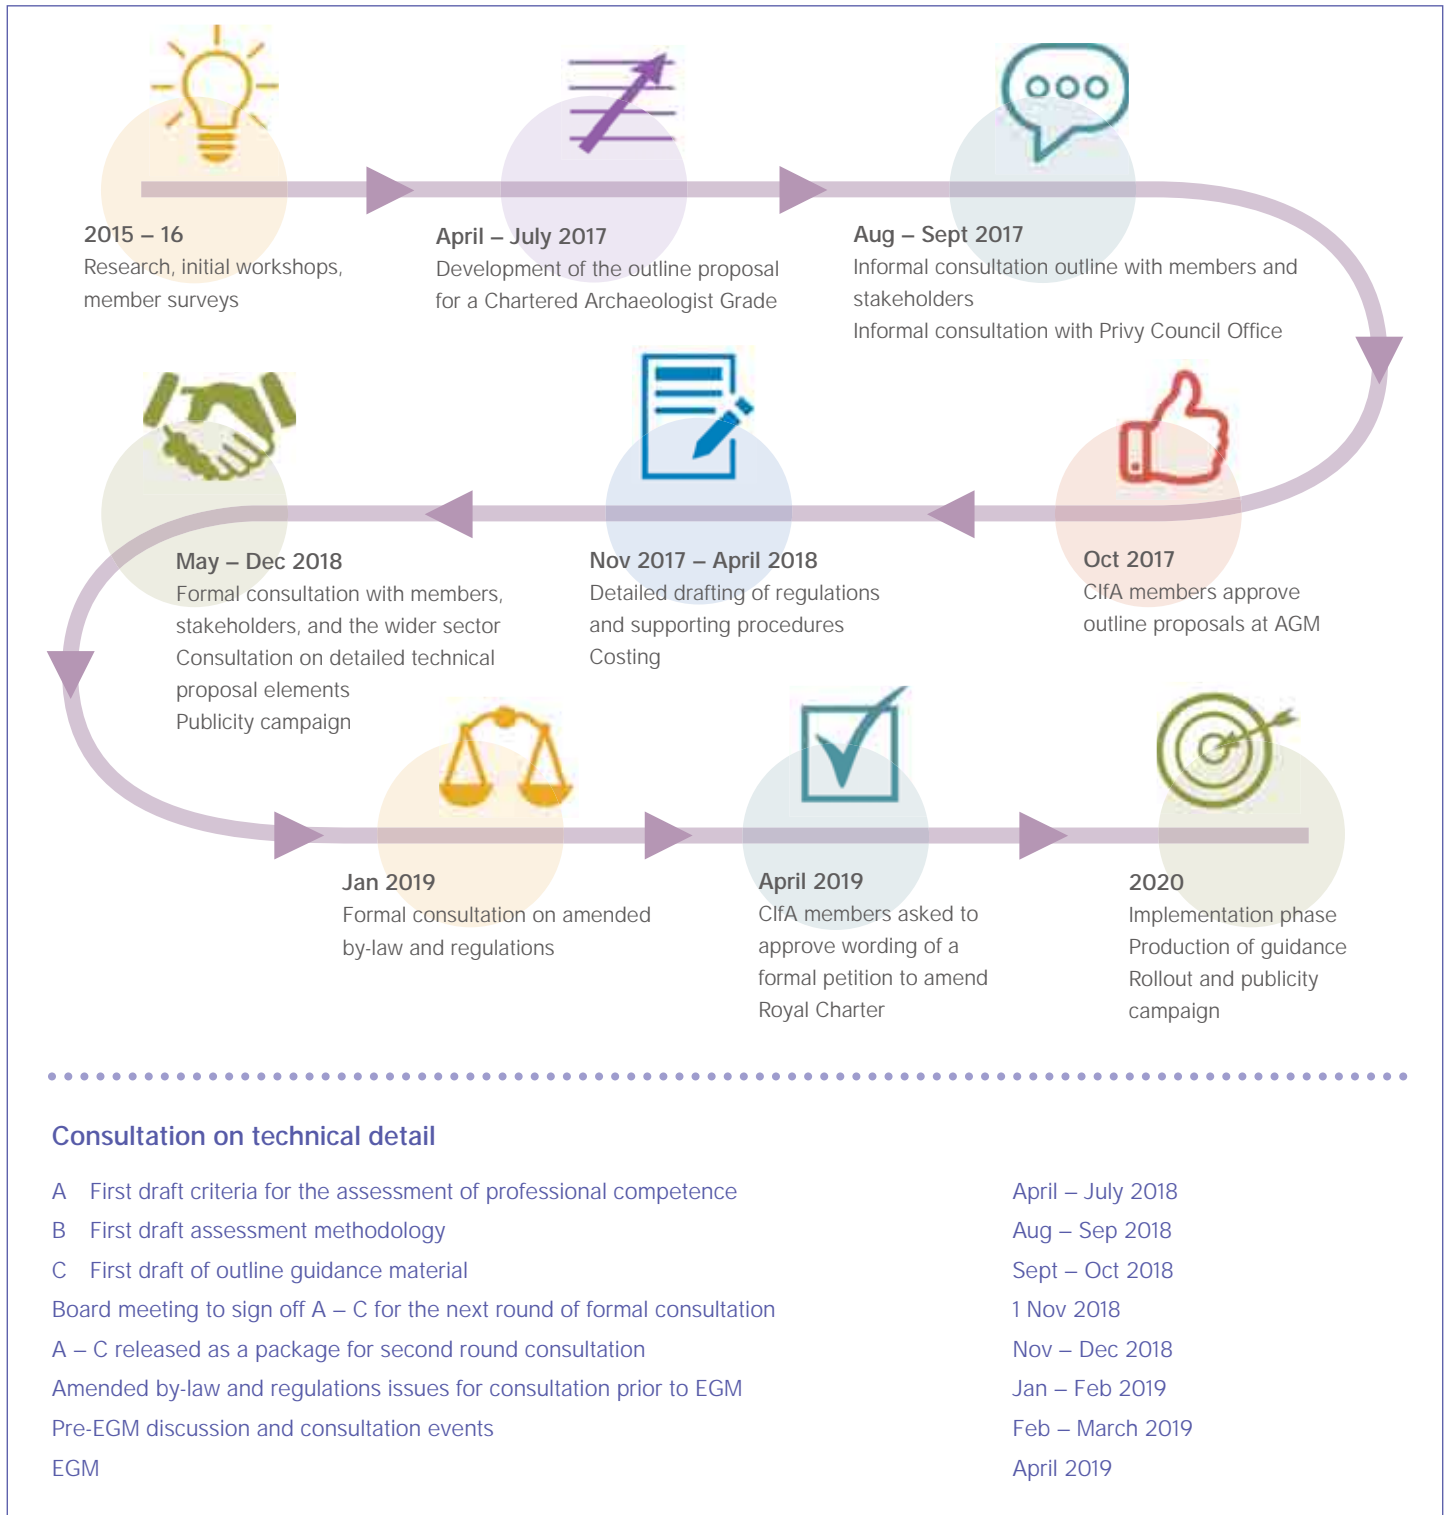 2015 – 16
Research, initial workshops,
member surveys
April – July 2017
Development of the outline proposal
for a Chartered Archaeologist Grade
Aug – Sept 2017
Informal consultation outline with members and
stakeholders
Informal consultation with Privy Council Office
Oct 2017
CIfA members approve
outline proposals at AGM
Nov 2017 – April 2018
Detailed drafting of regulations
and supporting procedures
Costing
May – Dec 2018
Formal consultation with members,
stakeholders, and the wider sector
Consultation on detailed technical
proposal elements
Publicity campaign
Jan 2019
Formal consultation on amended
by-law and regulations
April 2019
CIfA members asked to
approve wording of a
formal petition to amend
Royal Charter
2020
Implementation phase
Production of guidance
Rollout and publicity
campaign
Consultation on technical detail
A First draft criteria for the assessment of professional competence April – July 2018
B First draft assessment methodology Aug – Sep 2018
C First draft of outline guidance material Sept – Oct 2018
Board meeting to sign off A – C for the next round of formal consultation 1 Nov 2018
A – C released as a package for second round consultation Nov – Dec 2018
Amended by-law and regulations issues for consultation prior to EGM Jan – Feb 2019
Pre-EGM discussion and consultation events Feb – March 2019
EGM April 2019